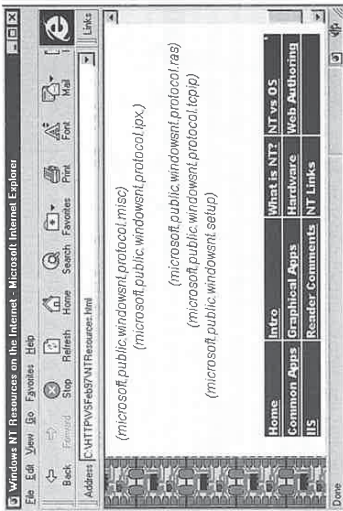 Windows NT Resources on the Internet - Microsoft Internet Explorer
File Edit View Go Favorites Help
Back Forward Stop Refresh Home Search Favorites Print Font Mail
Address C:\HTTP\VSFeb97\NTResources.html Links
(microsoft.public.windowsnt.protocol.misc)
(microsoft.public.windowsnt.protocol.ipx.)
(microsoft.public.windowsnt.protocol.ras)
(microsoft.public.windowsnt.protocol.tcpip)
(microsoft.public.windowsnt.setup)
Home Intro What is NT? NT vs OS
Common Apps Graphical Apps Hardware Web Authoring
IIS Reader Comments NT Links
Done